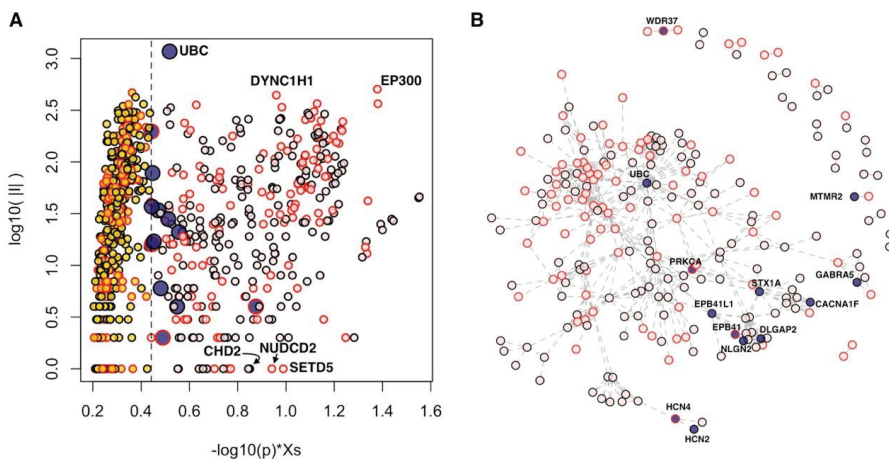 A
UBC
DYNC1H1
EP300
CHD2
NUDCD2
SETD5
log10( |I| )
3.0
2.5
2.0
1.5
1.0
0.5
0.0
0.2 0.4 0.6 0.8 1.0 1.2 1.4 1.6
-log10(p)*Xs
B
WDR37
UBC
MTMR2
PRKCA
GABRA5
STX1A
EPB41L1
CACNA1F
EPB41
DLGAP2
NLGN2
HCN4
HCN2